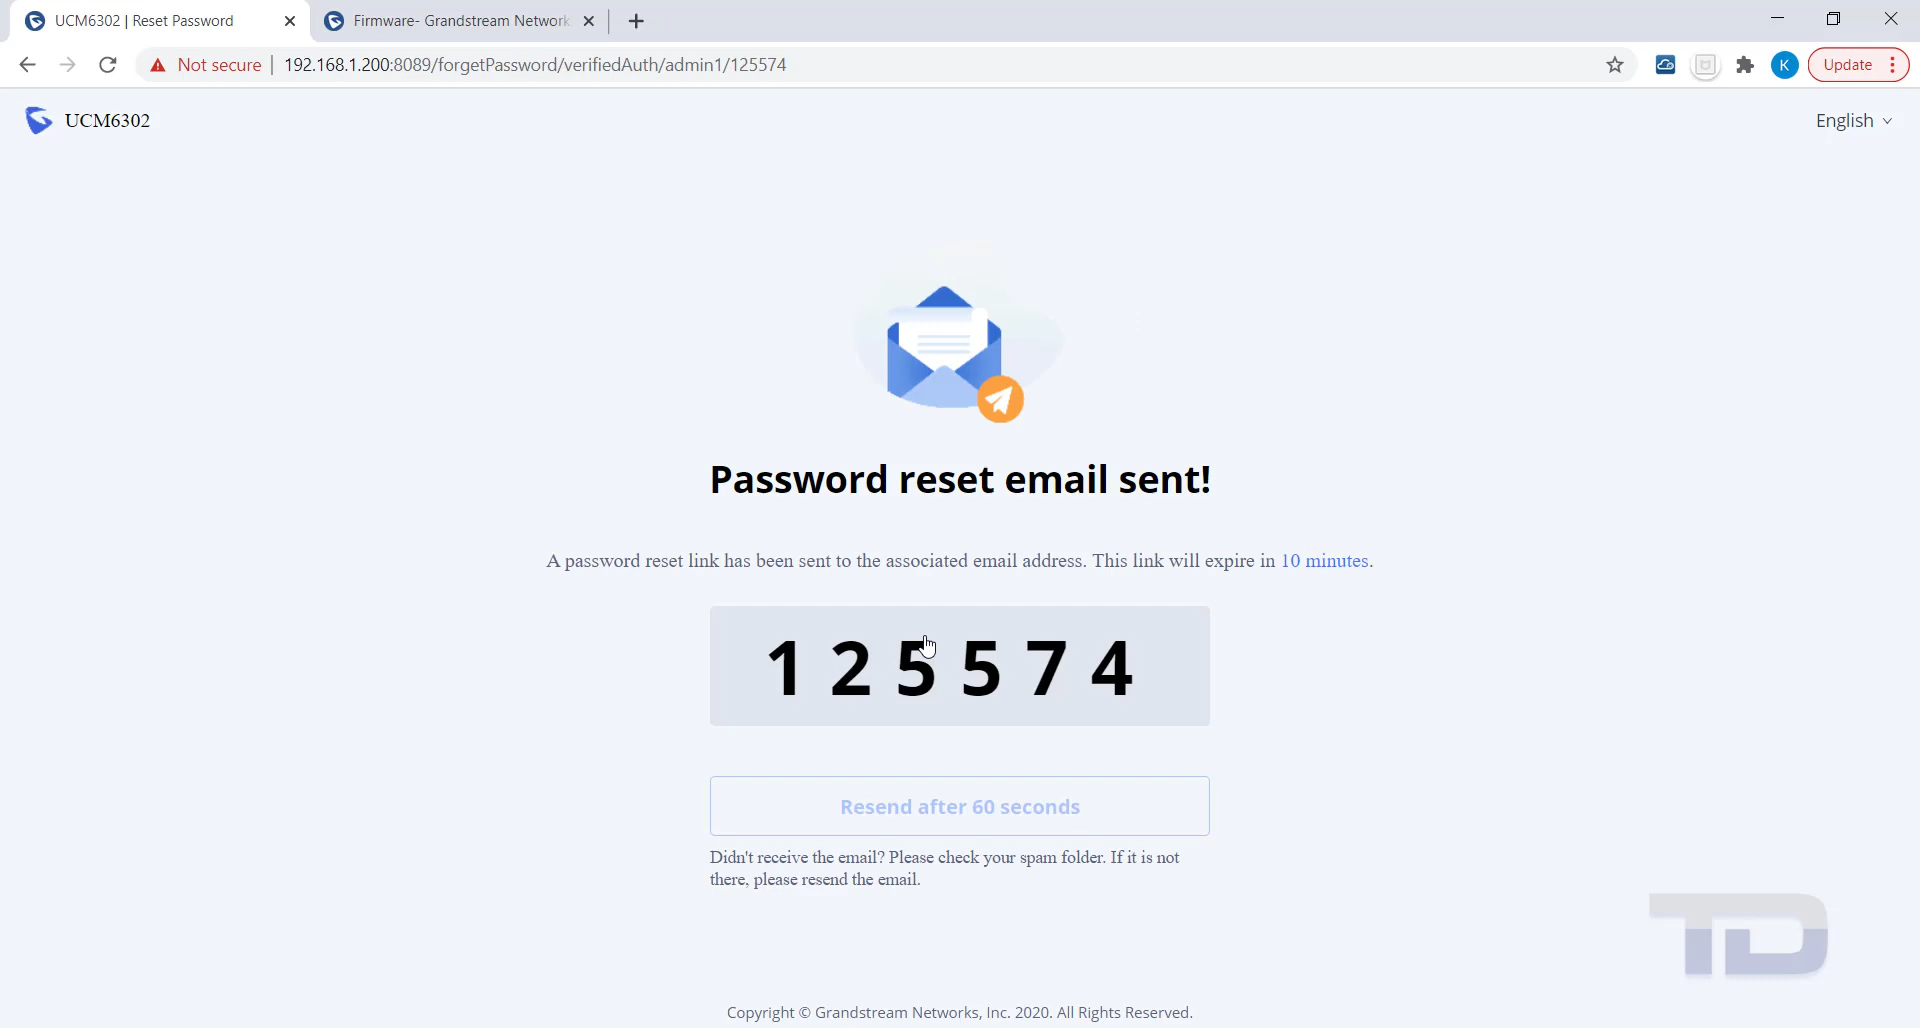 UCM6302 | Reset Password
Firmware- Grandstream Network
Not secure
192.168.1.200:8089/forgetPassword/verifiedAuth/admin1/125574
K
Update
UCM6302
English
Password reset email sent!
A password reset link has been sent to the associated email address. This link will expire in 10 minutes.
1 2 5 5 7 4
Resend after 60 seconds
Didn't receive the email? Please check your spam folder. If it is not
there, please resend the email.
TD
Copyright © Grandstream Networks, Inc. 2020. All Rights Reserved.